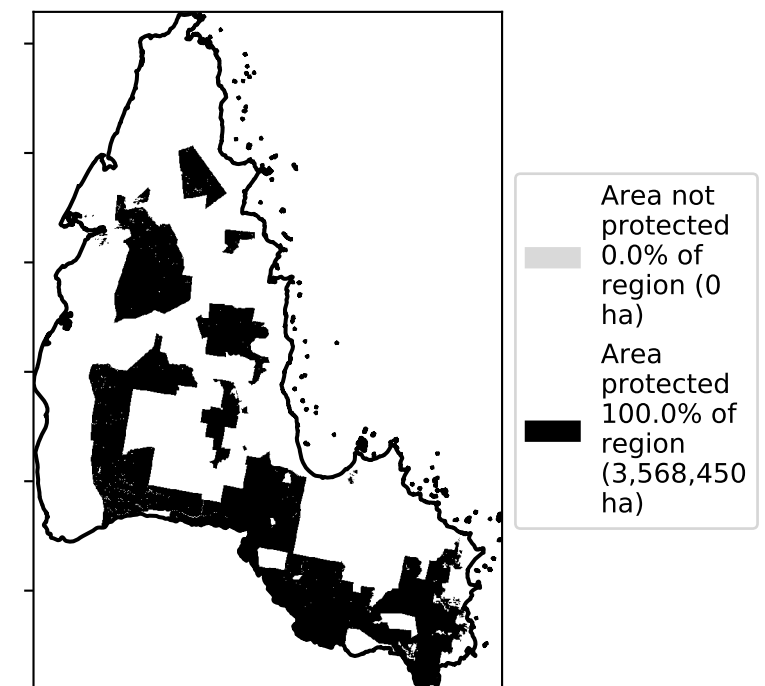 Area not
protected
0.0% of
region (0
ha)
Area
protected
100.0% of
region
(3,568,450
ha)